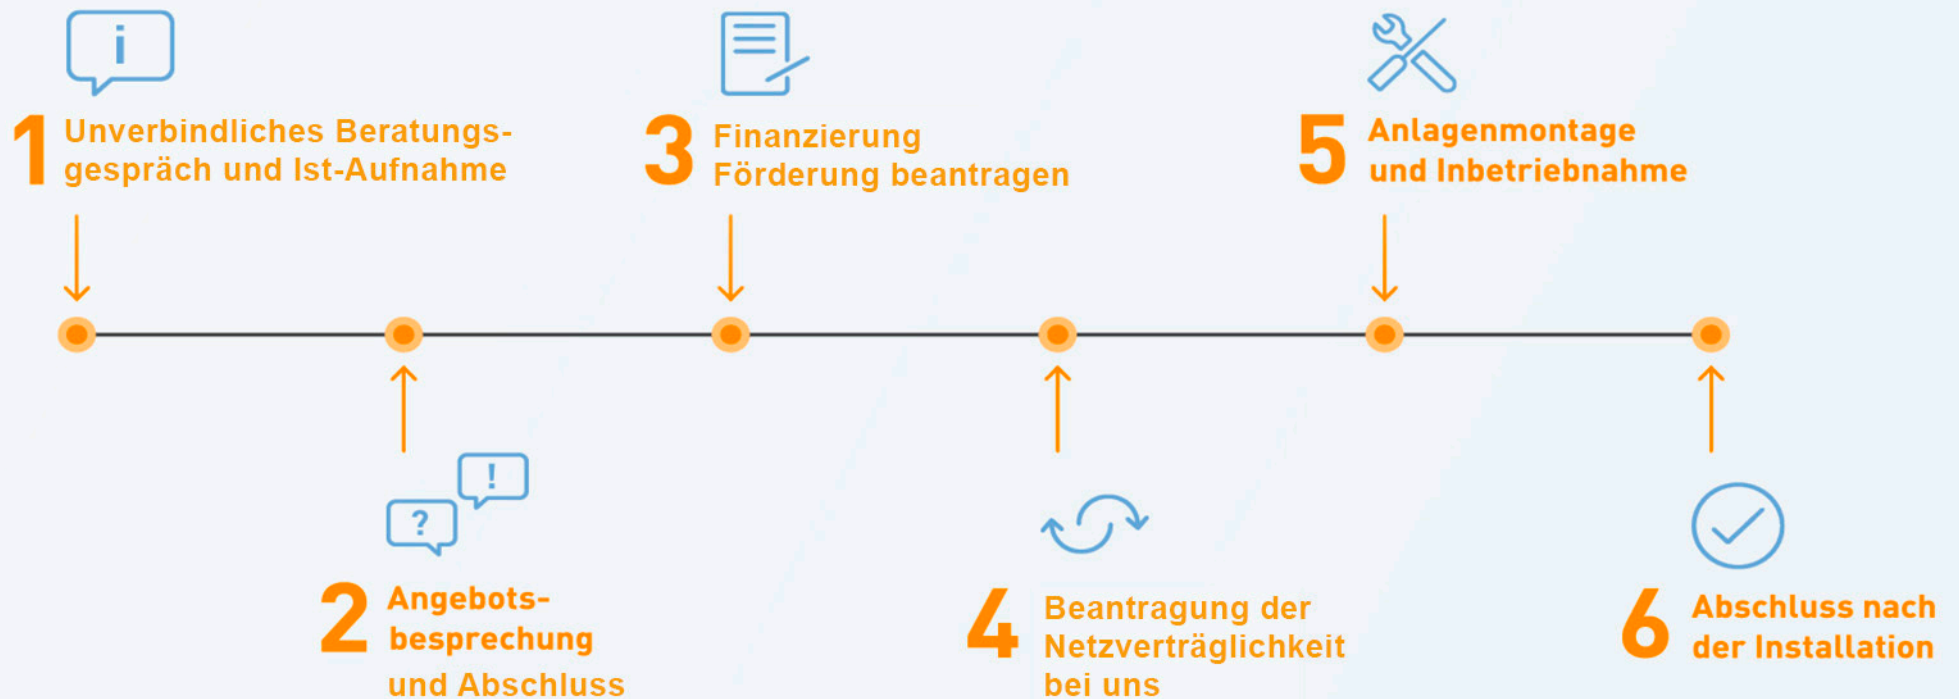 i
1 Unverbindliches Beratungs-
gespräch und Ist-Aufnahme
? !
2 Angebots-
besprechung
und Abschluss
3 Finanzierung
Förderung beantragen
4 Beantragung der
Netzverträglichkeit
bei uns
5 Anlagenmontage
und Inbetriebnahme
6 Abschluss nach
der Installation